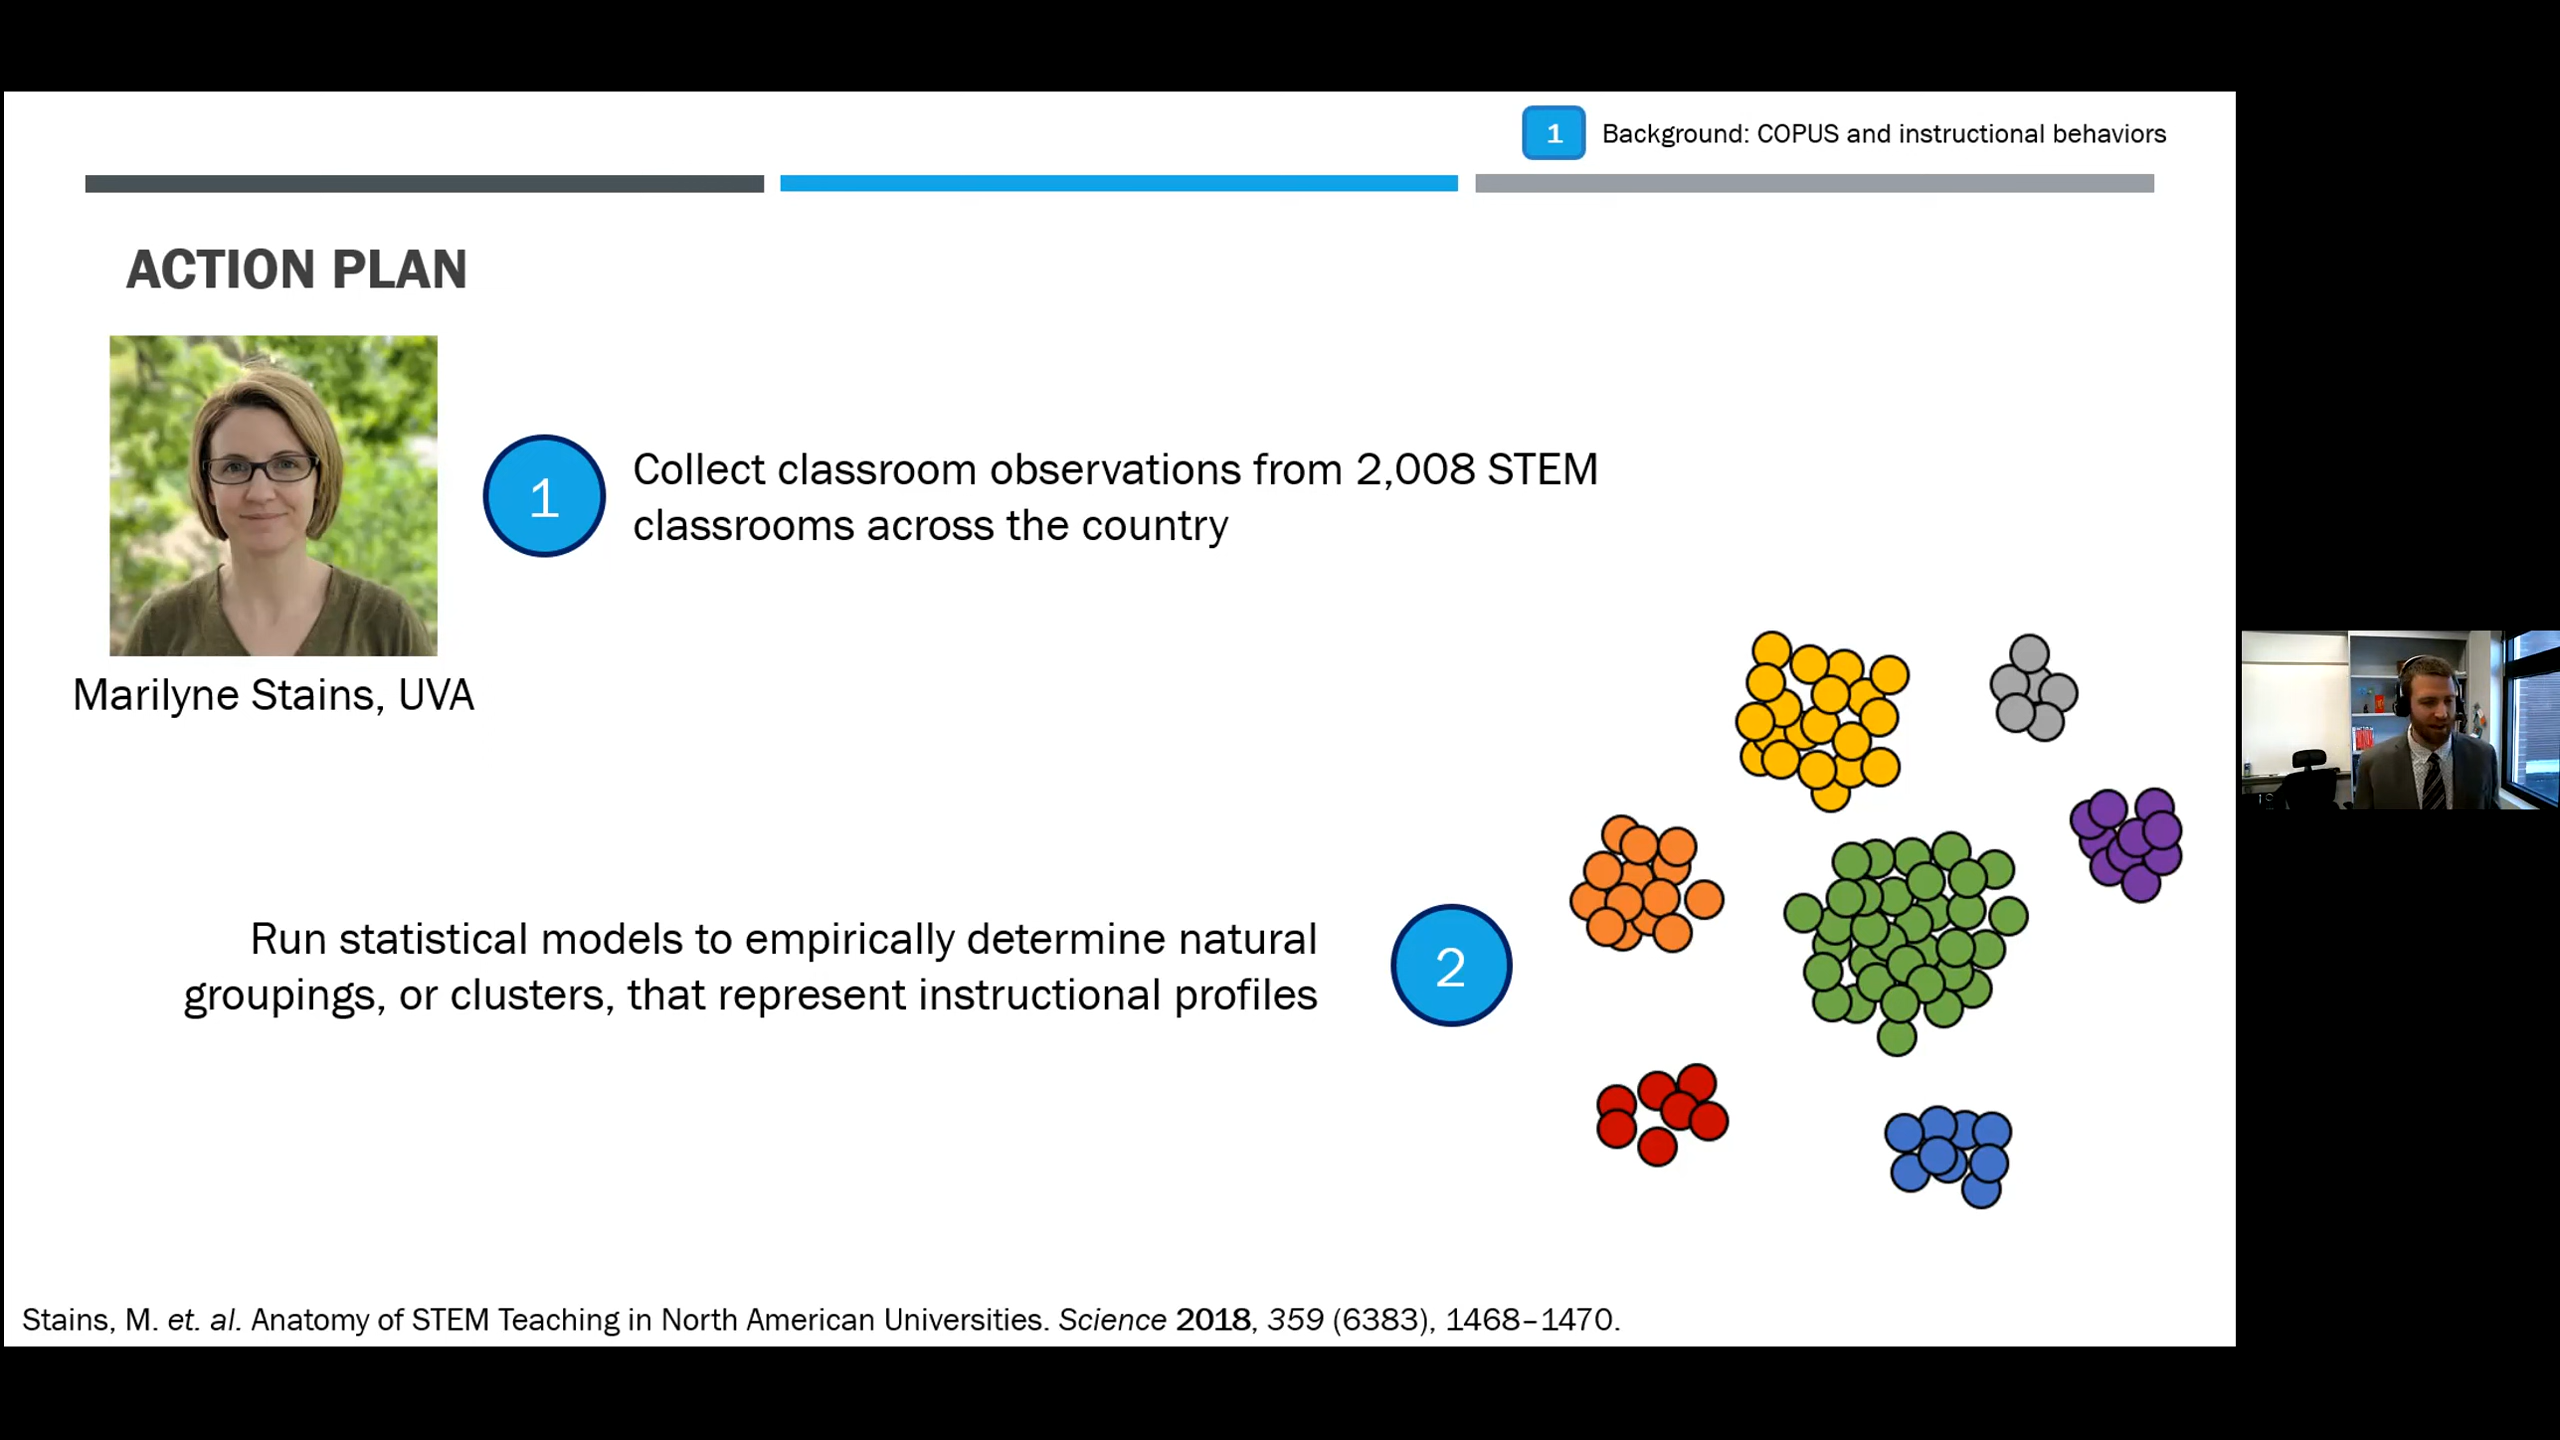 1 Background: COPUS and instructional behaviors
ACTION PLAN
1
Collect classroom observations from 2,008 STEM
classrooms across the country
Marilyne Stains, UVA
Run statistical models to empirically determine natural
groupings, or clusters, that represent instructional profiles
2
Stains, M. et. al. Anatomy of STEM Teaching in North American Universities. Science 2018, 359 (6383), 1468–1470.